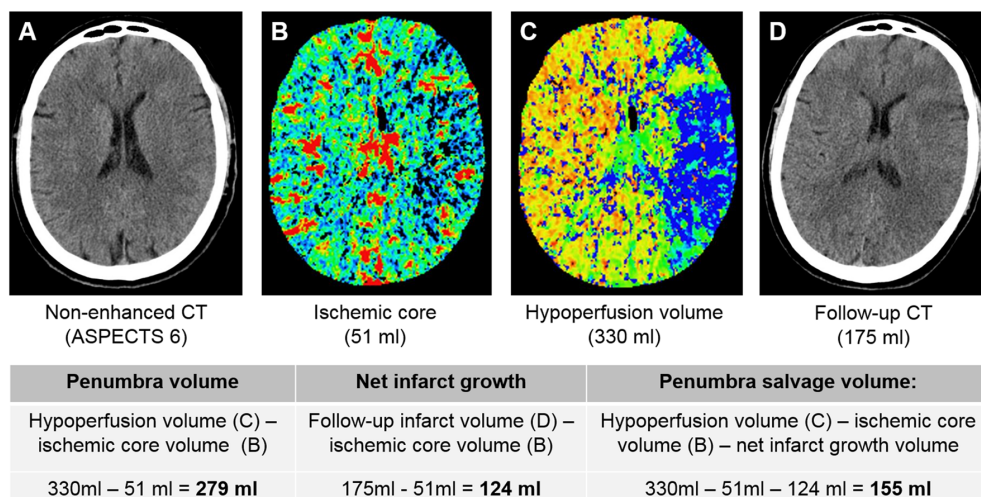 A
B
C
D
Non-enhanced CT
(ASPECTS 6)
Ischemic core
(51 ml)
Hypoperfusion volume
(330 ml)
Follow-up CT
(175 ml)
Penumbra volume
Net infarct growth
Penumbra salvage volume:
Hypoperfusion volume (C) –
ischemic core volume  (B)
Follow-up infarct volume (D) –
ischemic core volume (B)
Hypoperfusion volume (C) – ischemic core
volume (B) – net infarct growth volume
330ml – 51 ml = 279 ml
175ml - 51ml = 124 ml
330ml – 51ml – 124 ml = 155 ml